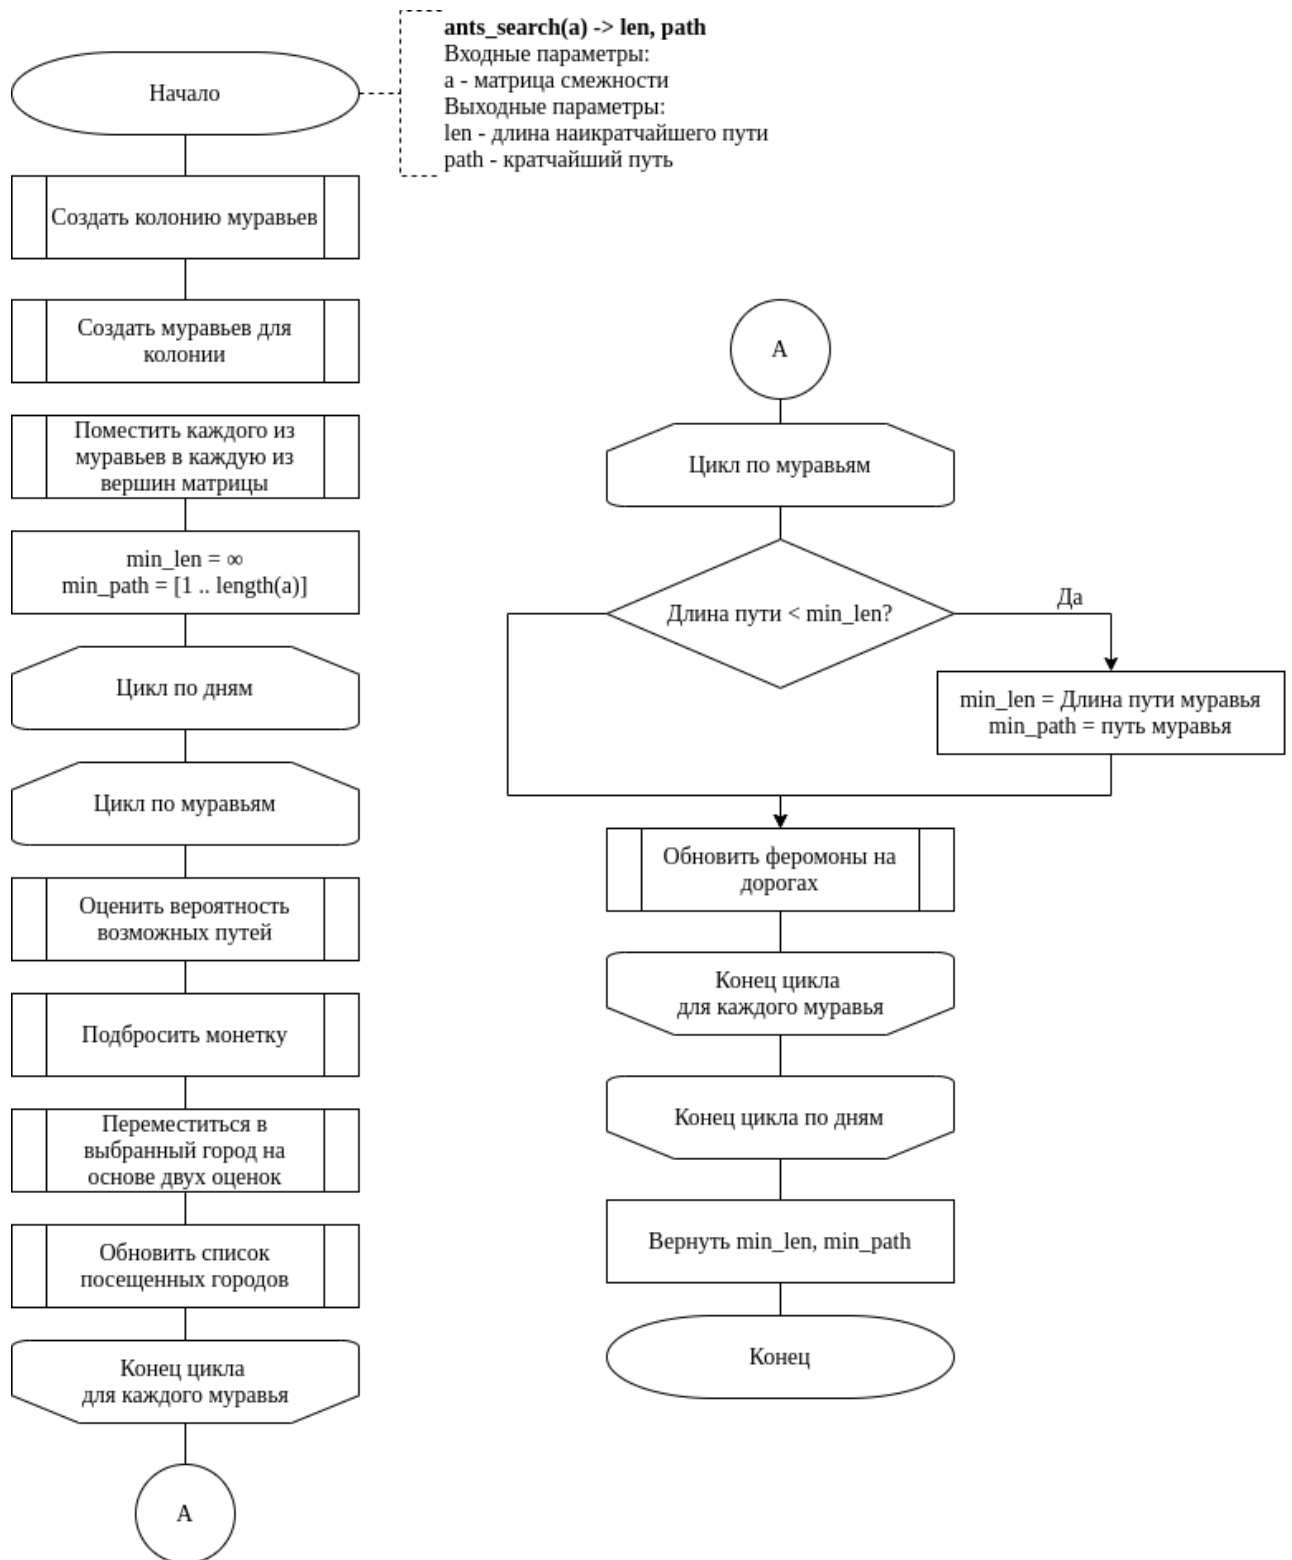 ants_search(a) -> len, path
Входные параметры:
a - матрица смежности
Выходные параметры:
len - длина наикратчайшего пути
path - кратчайший путь
Начало
Создать колонию муравьев
Создать муравьев для
колонии
Поместить каждого из
муравьев в каждую из
вершин матрицы
min_len = ∞
min_path = [1 .. length(a)]
Цикл по дням
Цикл по муравьям
Оценить вероятность
возможных путей
Подбросить монетку
Переместиться в
выбранный город на
основе двух оценок
Обновить список
посещенных городов
Конец цикла
для каждого муравья
A
A
Цикл по муравьям
Длина пути < min_len?
Да
min_len = Длина пути муравья
min_path = путь муравья
Обновить феромоны на
дорогах
Конец цикла
для каждого муравья
Конец цикла по дням
Вернуть min_len, min_path
Конец